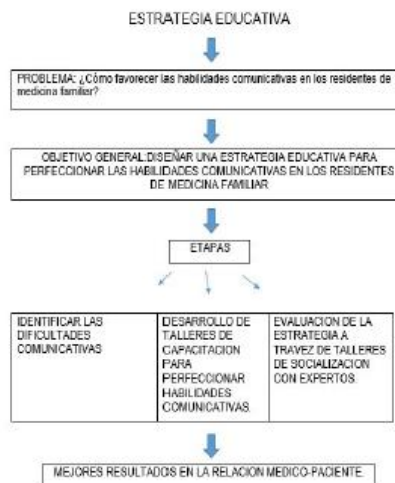 ESTRATEGIA EDUCATIVA
PROBLEMA: ¿Cómo favorecer las habilidades comunicativas en los residentes de
medicina familiar?
OBJETIVO GENERAL:DISEÑAR UNA ESTRATEGIA EDUCATIVA PARA
PERFECCIONAR LAS HABILIDADES COMUNICATIVAS EN LOS RESIDENTES
DE MEDICINA FAMILIAR
ETAPAS
IDENTIFICAR LAS
DIFICULTADES
COMUNICATIVAS
DESARROLLO DE
TALLERES DE
CAPACITACION
PARA
PERFECCIONAR
HABILIDADES
COMUNICATIVAS.
EVALUACION DE LA
ESTRATEGIA A
TRAVEZ DE TALLERES
DE SOCIALIZACION
CON EXPERTOS.
MEJORES RESULTADOS EN LA RELACION MEDICO-PACIENTE.